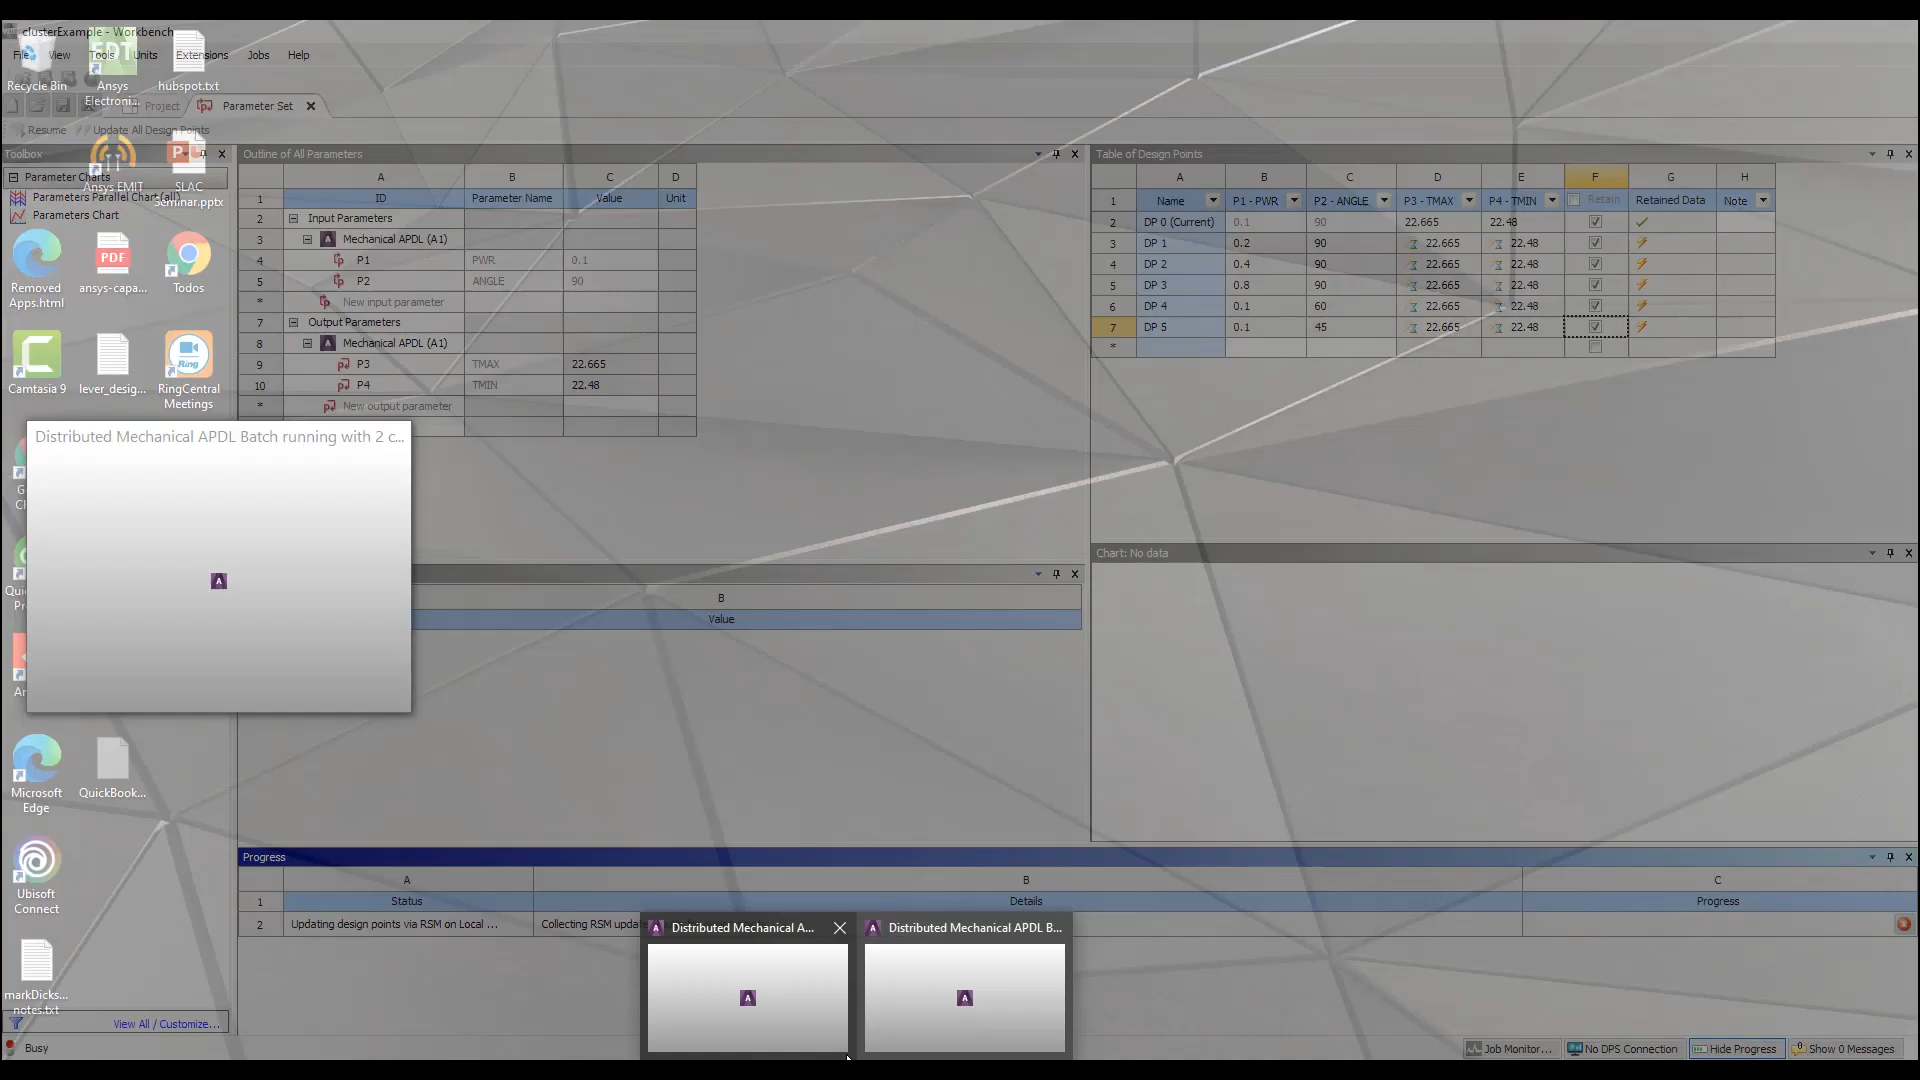 clusterExample - Workbench
File View Tools Units Extensions Jobs Help
Recycle Bin
Ansys Electroni...
hubspot.txt
Project
Parameter Set
Resume
Update All Design Points
Toolbox
Parameter Charts
Parameters Parallel Chart (all)
Parameters Chart
Ansys EMIT
SLAC Seminar.pptx
Removed Apps.html
ansys-capa...
Todos
Camtasia 9
lever_desig...
RingCentral Meetings
Outline of All Parameters
A B C D
1 ID Parameter Name Value Unit
2 Input Parameters
3 Mechanical APDL (A1)
4 P1 PWR 0.1
5 P2 ANGLE 90
* New input parameter
7 Output Parameters
8 Mechanical APDL (A1)
9 P3 TMAX 22.665
10 P4 TMIN 22.48
* New output parameter
Table of Design Points
A B C D E F G H
1 Name P1 - PWR P2 - ANGLE P3 - TMAX P4 - TMIN Retain Retained Data Note
2 DP 0 (Current) 0.1 90 22.665 22.48
3 DP 1 0.2 90 22.665 22.48
4 DP 2 0.4 90 22.665 22.48
5 DP 3 0.8 90 22.665 22.48
6 DP 4 0.1 60 22.665 22.48
7 DP 5 0.1 45 22.665 22.48
*
Distributed Mechanical APDL Batch running with 2 c...
A
B
Value
Chart: No data
Microsoft Edge
QuickBook...
Ubisoft Connect
markDicks... notes.txt
View All / Customize...
Progress
A B C
1 Status Details Progress
2 Updating design points via RSM on Local ... Collecting RSM updat
Distributed Mechanical A...
Distributed Mechanical APDL B...
A
A
Busy
Job Monitor...
No DPS Connection
Hide Progress
Show 0 Messages